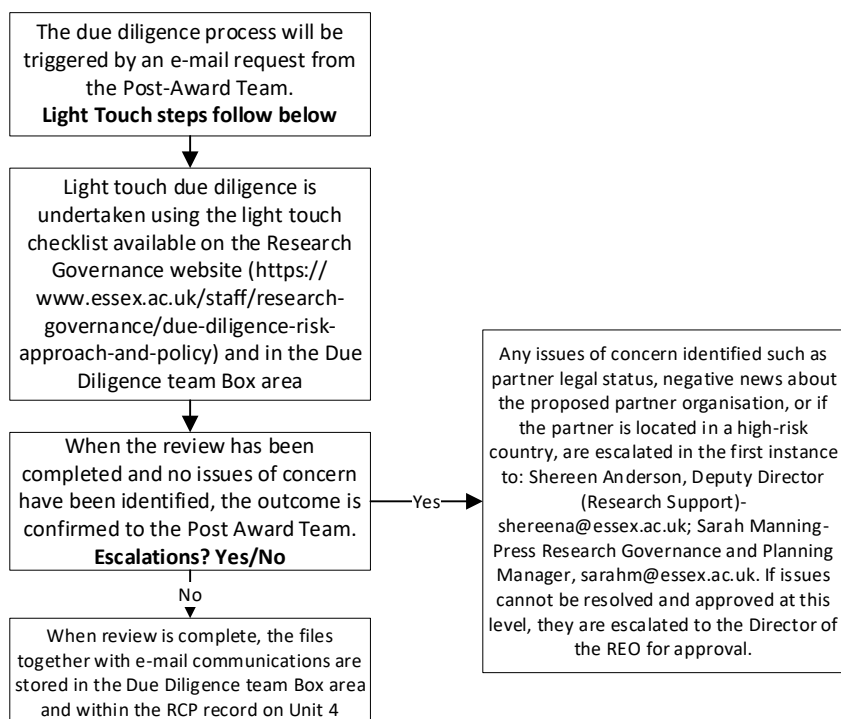 The due diligence process will be
triggered by an e-mail request from
the Post-Award Team.
Light Touch steps follow below
Light touch due diligence is
undertaken using the light touch
checklist available on the Research
Governance website (https://
www.essex.ac.uk/staff/research-
governance/due-diligence-risk-
approach-and-policy) and in the Due
Diligence team Box area
When the review has been
completed and no issues of concern
have been identified, the outcome is
confirmed to the Post Award Team.
Escalations? Yes/No
Yes
Any issues of concern identified such as
partner legal status, negative news about
the proposed partner organisation, or if
the partner is located in a high-risk
country, are escalated in the first instance
to: Shereen Anderson, Deputy Director
(Research Support)-
shereena@essex.ac.uk; Sarah Manning-
Press Research Governance and Planning
Manager, sarahm@essex.ac.uk. If issues
cannot be resolved and approved at this
level, they are escalated to the Director of
the REO for approval.
No
When review is complete, the files
together with e-mail communications are
stored in the Due Diligence team Box area
and within the RCP record on Unit 4